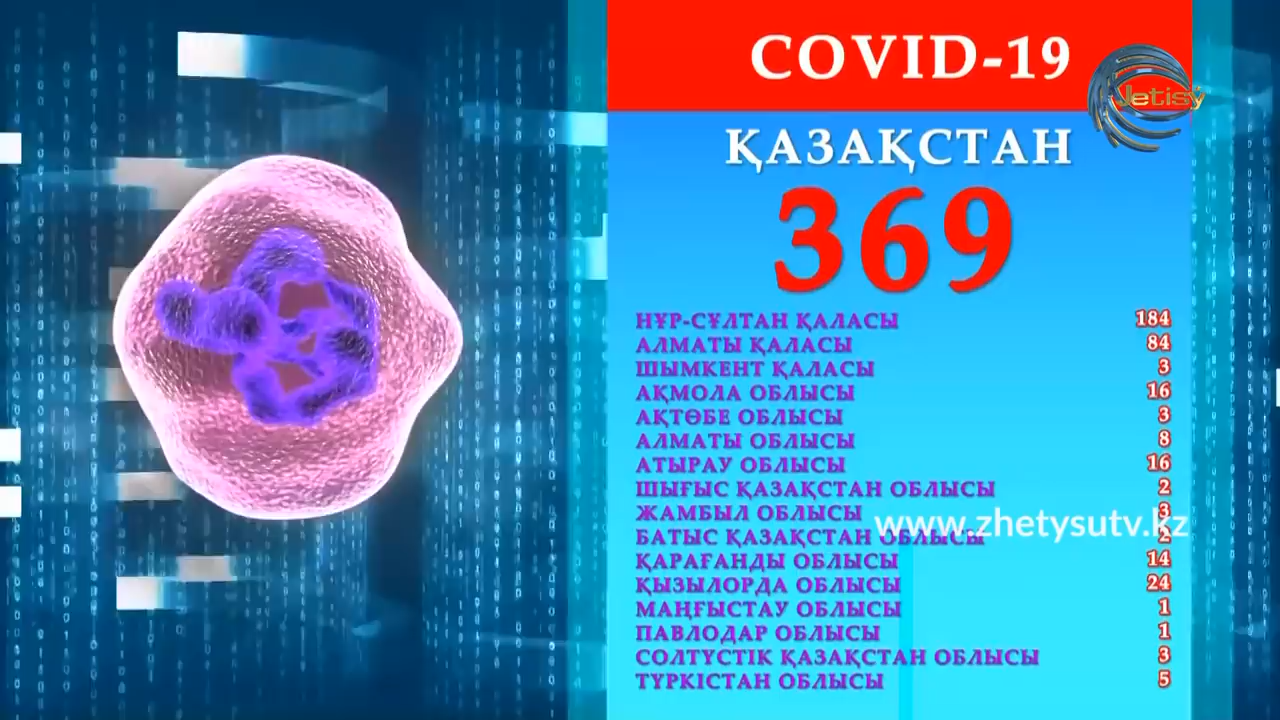 COVID-19
Jetisý
ҚАЗАҚСТАН
369
НҰР-СҰЛТАН ҚАЛАСЫ 184
АЛМАТЫ ҚАЛАСЫ 84
ШЫМКЕНТ ҚАЛАСЫ 3
АҚМОЛА ОБЛЫСЫ 16
АҚТӨБЕ ОБЛЫСЫ 3
АЛМАТЫ ОБЛЫСЫ 8
АТЫРАУ ОБЛЫСЫ 16
ШЫҒЫС ҚАЗАҚСТАН ОБЛЫСЫ 2
ЖАМБЫЛ ОБЛЫСЫ 3
www.zhetysutv.kz
БАТЫС ҚАЗАҚСТАН ОБЛЫСЫ 2
ҚАРАҒАНДЫ ОБЛЫСЫ 14
ҚЫЗЫЛОРДА ОБЛЫСЫ 24
МАҢҒЫСТАУ ОБЛЫСЫ 1
ПАВЛОДАР ОБЛЫСЫ 1
СОЛТҮСТІК ҚАЗАҚСТАН ОБЛЫСЫ 3
ТҮРКІСТАН ОБЛЫСЫ 5